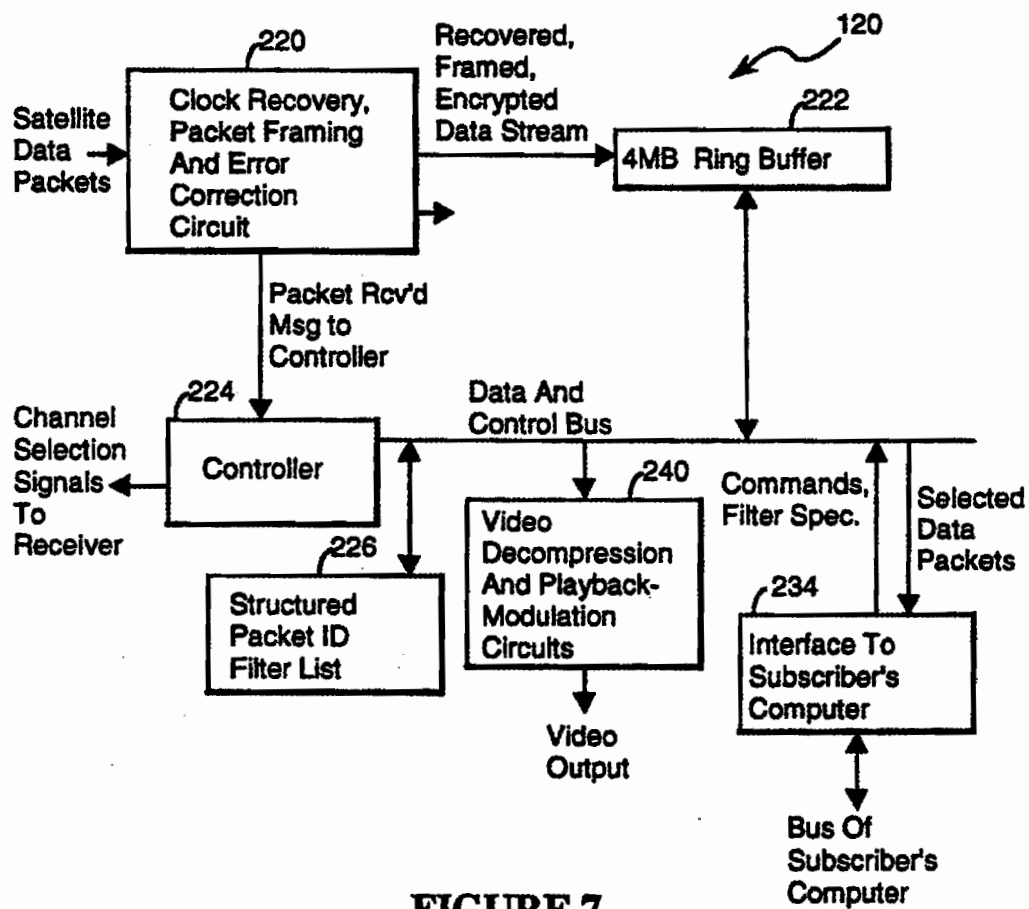 120
220
Clock Recovery,
Packet Framing
And Error
Correction
Circuit
Satellite
Data
Packets
Recovered,
Framed,
Encrypted
Data Stream
222
4MB Ring Buffer
Packet Rcv'd
Msg to
Controller
224
Controller
Channel
Selection
Signals
To
Receiver
Data And
Control Bus
226
Structured
Packet ID
Filter List
240
Video
Decompression
And Playback-
Modulation
Circuits
Video
Output
Commands,
Filter Spec.
Selected
Data
Packets
234
Interface To
Subscriber's
Computer
Bus Of
Subscriber's
Computer
FIGURE 7